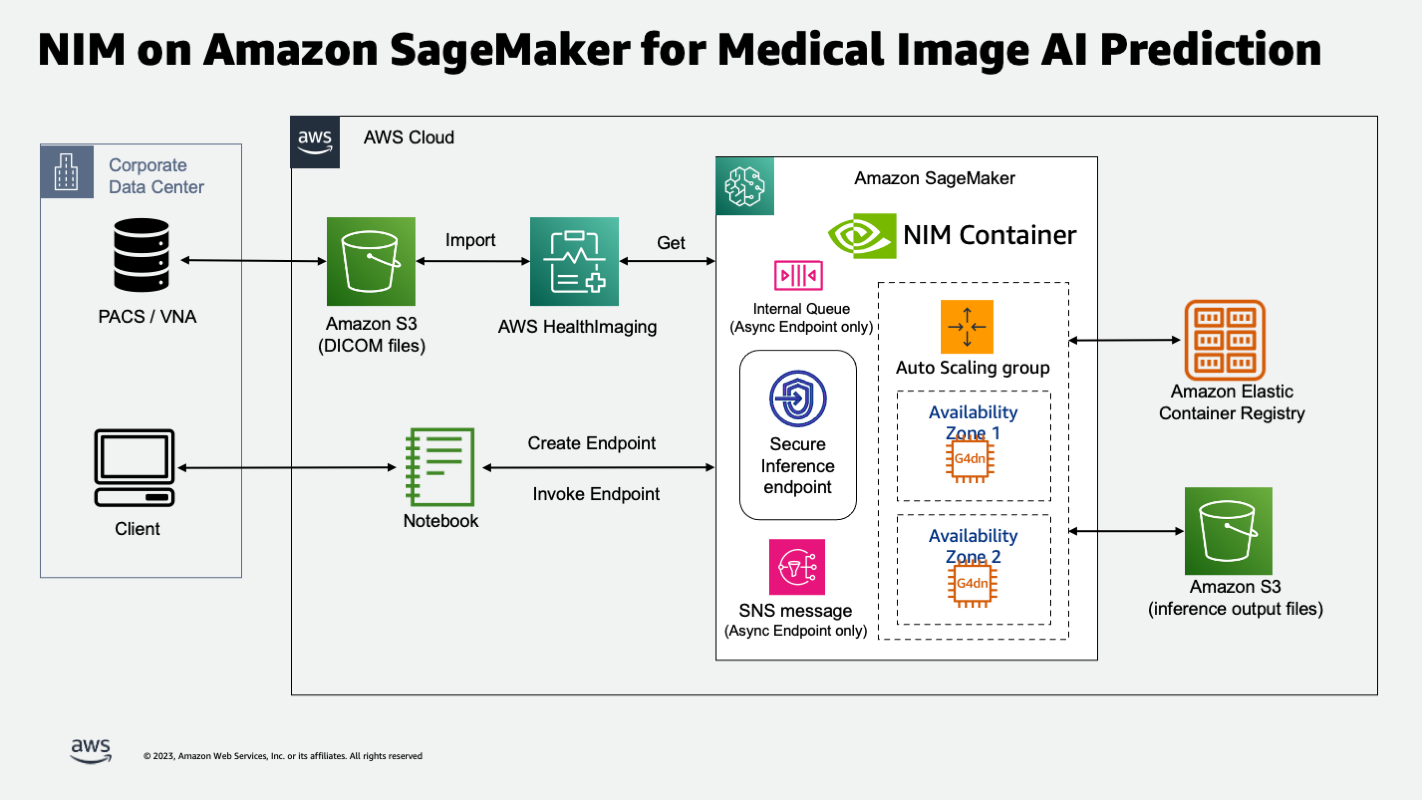 NIM on Amazon SageMaker for Medical Image AI Prediction
aws
AWS Cloud
Corporate
Data Center
Amazon SageMaker
NIM Container
Import
Get
PACS / VNA
Amazon S3
(DICOM files)
AWS HealthImaging
Internal Queue
(Async Endpoint only)
Auto Scaling group
Amazon Elastic
Container Registry
Availability
Zone 1
G4dn
Secure
Inference
endpoint
Create Endpoint
Invoke Endpoint
Client
Notebook
Availability
Zone 2
G4dn
SNS message
(Async Endpoint only)
Amazon S3
(inference output files)
aws
© 2023, Amazon Web Services, Inc. or its affiliates. All rights reserved